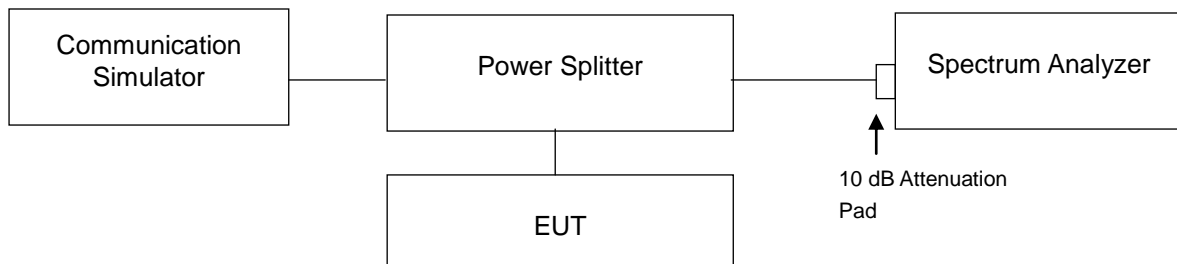 Communication
Simulator
Power Splitter
Spectrum Analyzer
10 dB Attenuation
Pad
EUT